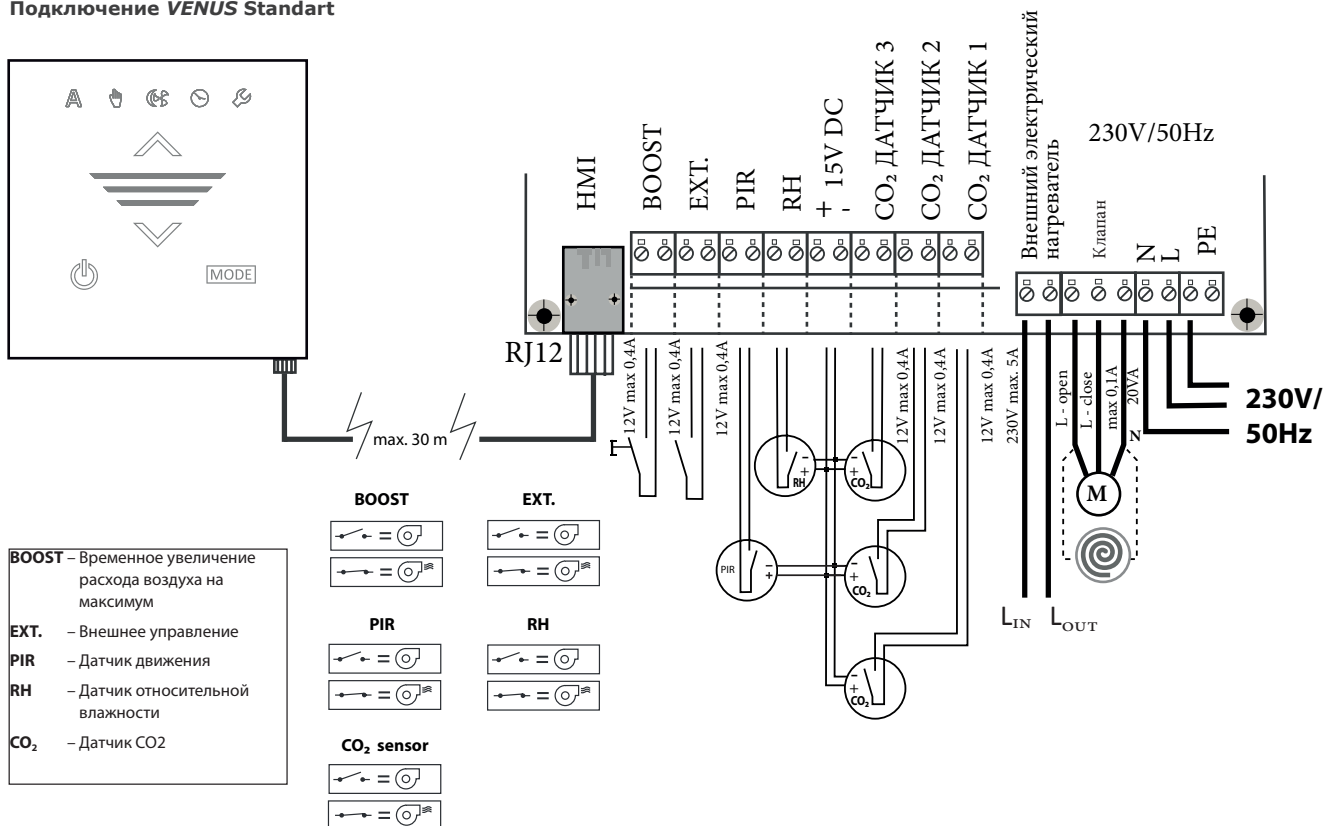 Подключение VENUS Standart
A
MODE
HMI
BOOST
EXT.
PIR
RH
+
- 15V DC
CO₂ ДАТЧИК 3
CO₂ ДАТЧИК 2
CO₂ ДАТЧИК 1
Внешний электрический
нагреватель
Клапан
230V/50Hz
N
L
PE
RJ12
max. 30 m
12V max 0,4A
12V max 0,4A
12V max 0,4A
12V max 0,4A
12V max 0,4A
12V max 0,4A
230V max. 5A
L - open
L - close
max 0,1A
20VA
N
230V/
50Hz
-
+
RH
-
+
CO₂
PIR
-
+
-
+
CO₂
-
+
CO₂
M
LIN
LOUT
BOOST – Временное увеличение
расхода воздуха на
максимум
EXT. – Внешнее управление
PIR – Датчик движения
RH – Датчик относительной
влажности
CO₂ – Датчик CO2
BOOST
=
=
EXT.
=
=
PIR
=
=
RH
=
=
CO₂ sensor
=
=